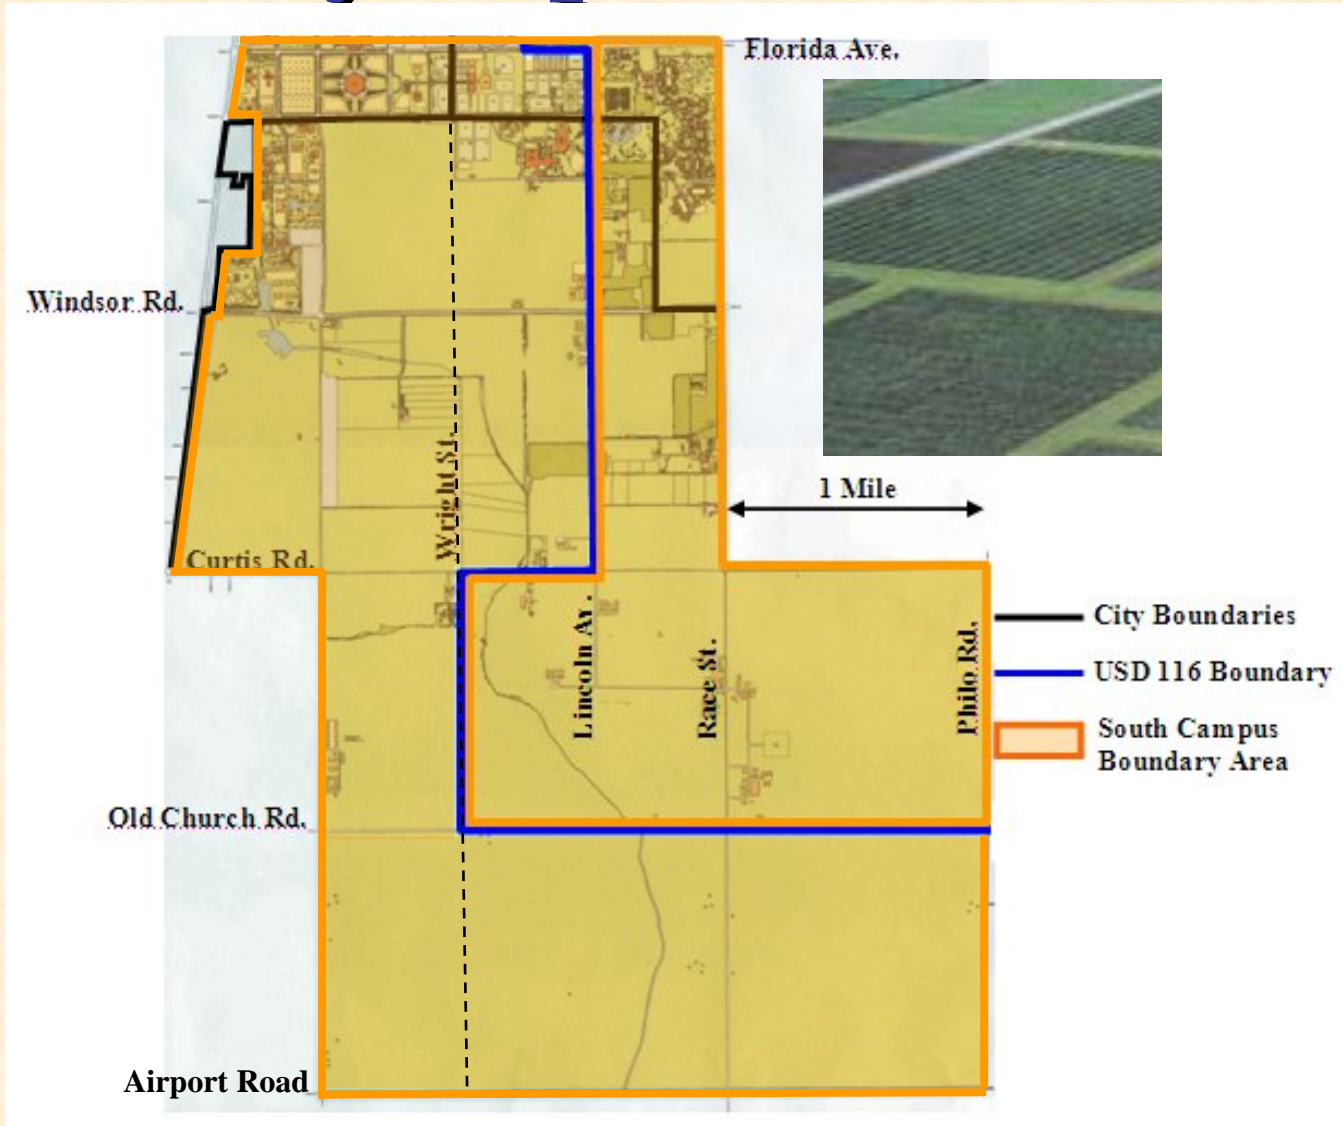 Florida Ave.
Windsor Rd.
1 Mile
Wright St.
Curtis Rd.
City Boundaries
Lincoln Av.
Race St.
Philo Rd.
USD 116 Boundary
South Campus
Boundary Area
Old Church Rd.
Airport Road